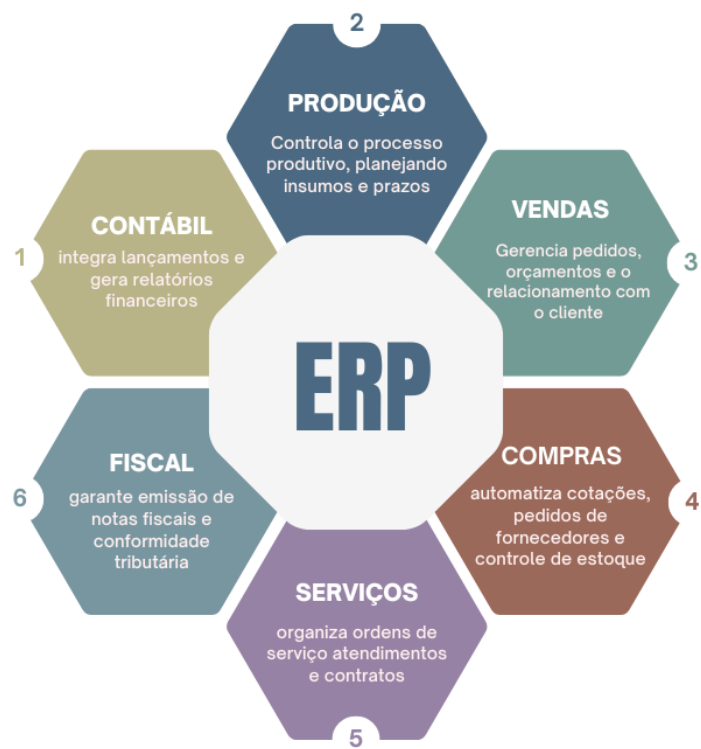 2
PRODUÇÃO
Controla o processo
produtivo, planejando
insumos e prazos
1
CONTÁBIL
integra lançamentos e
gera relatórios
financeiros
3
VENDAS
Gerencia pedidos,
orçamentos e o
relacionamento com
o cliente
ERP
6
FISCAL
garante emissão de
notas fiscais e
conformidade
tributária
4
COMPRAS
automatiza cotações,
pedidos de
fornecedores e
controle de estoque
SERVIÇOS
organiza ordens de
serviço atendimentos
e contratos
5